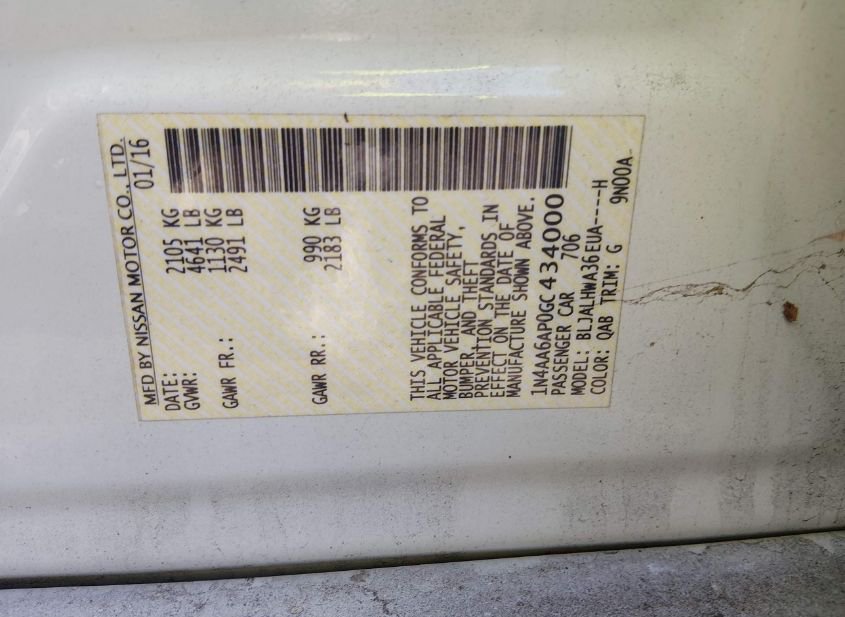 MFD BY NISSAN MOTOR CO., LTD.
DATE: 01/16
GVWR: 2105 KG
4641 LB
GAWR FR.: 1130 KG
2491 LB
GAWR RR.: 990 KG
2183 LB
THIS VEHICLE CONFORMS TO
ALL APPLICABLE FEDERAL
MOTOR VEHICLE SAFETY,
BUMPER, AND THEFT
PREVENTION STANDARDS IN
EFFECT ON THE DATE OF
MANUFACTURE SHOWN ABOVE.
1N4AA6AP0GC434000
PASSENGER CAR 706
MODEL: BLJALHWA36EUA-----H
COLOR: QAB TRIM: G 9N00A